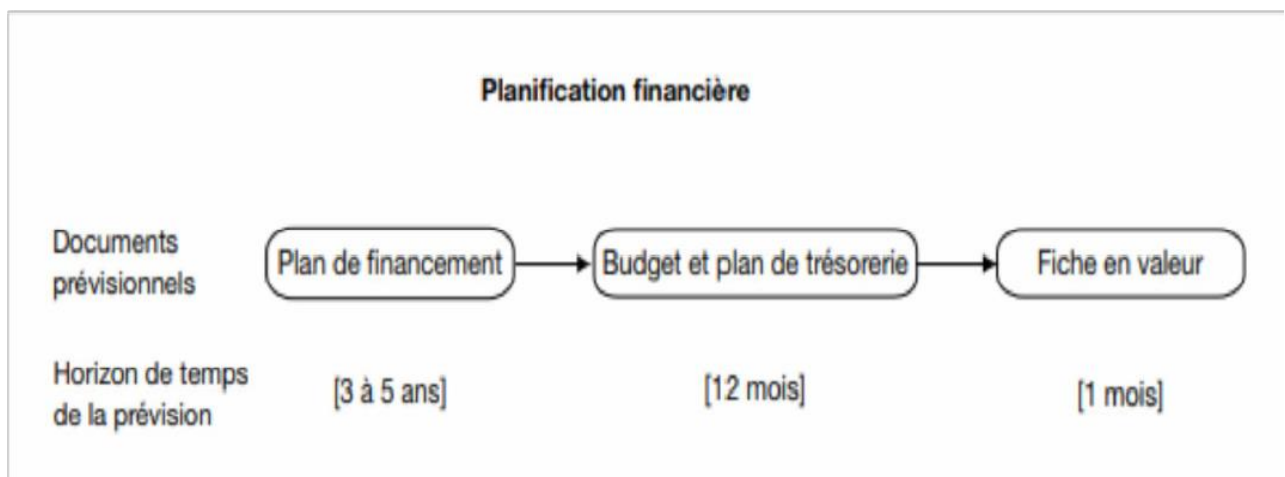 Planification financière
Documents
prévisionnels
Plan de financement
Budget et plan de trésorerie
Fiche en valeur
Horizon de temps
de la prévision
[3 à 5 ans]
[12 mois]
[1 mois]